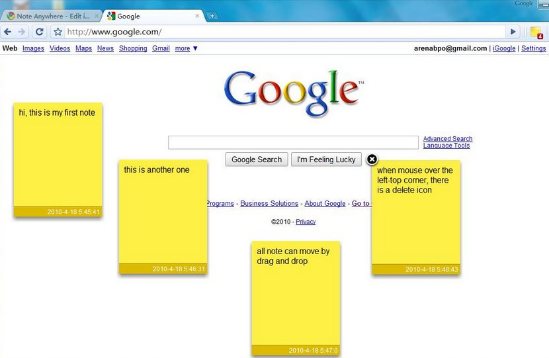 Google
Note Anywhere - Edit i...
Google
http://www.google.com/
4
Web Images Videos Maps News Shopping Gmail more ▼
arenabpo@gmail.com | iGoogle | Settings
Google™
Advanced Search
Language Tools
Google Search
I'm Feeling Lucky
hi, this is my first note
2010-4-18 5:45:41
this is another one
2010-4-18 5:46:31
when mouse over the
left-top corner, there
is a delete icon
2010-4-18 5:48:43
Programs - Business Solutions - About Google - Go to
©2010 - Privacy
all note can move by
drag and drop
2010-4-18 5:47: